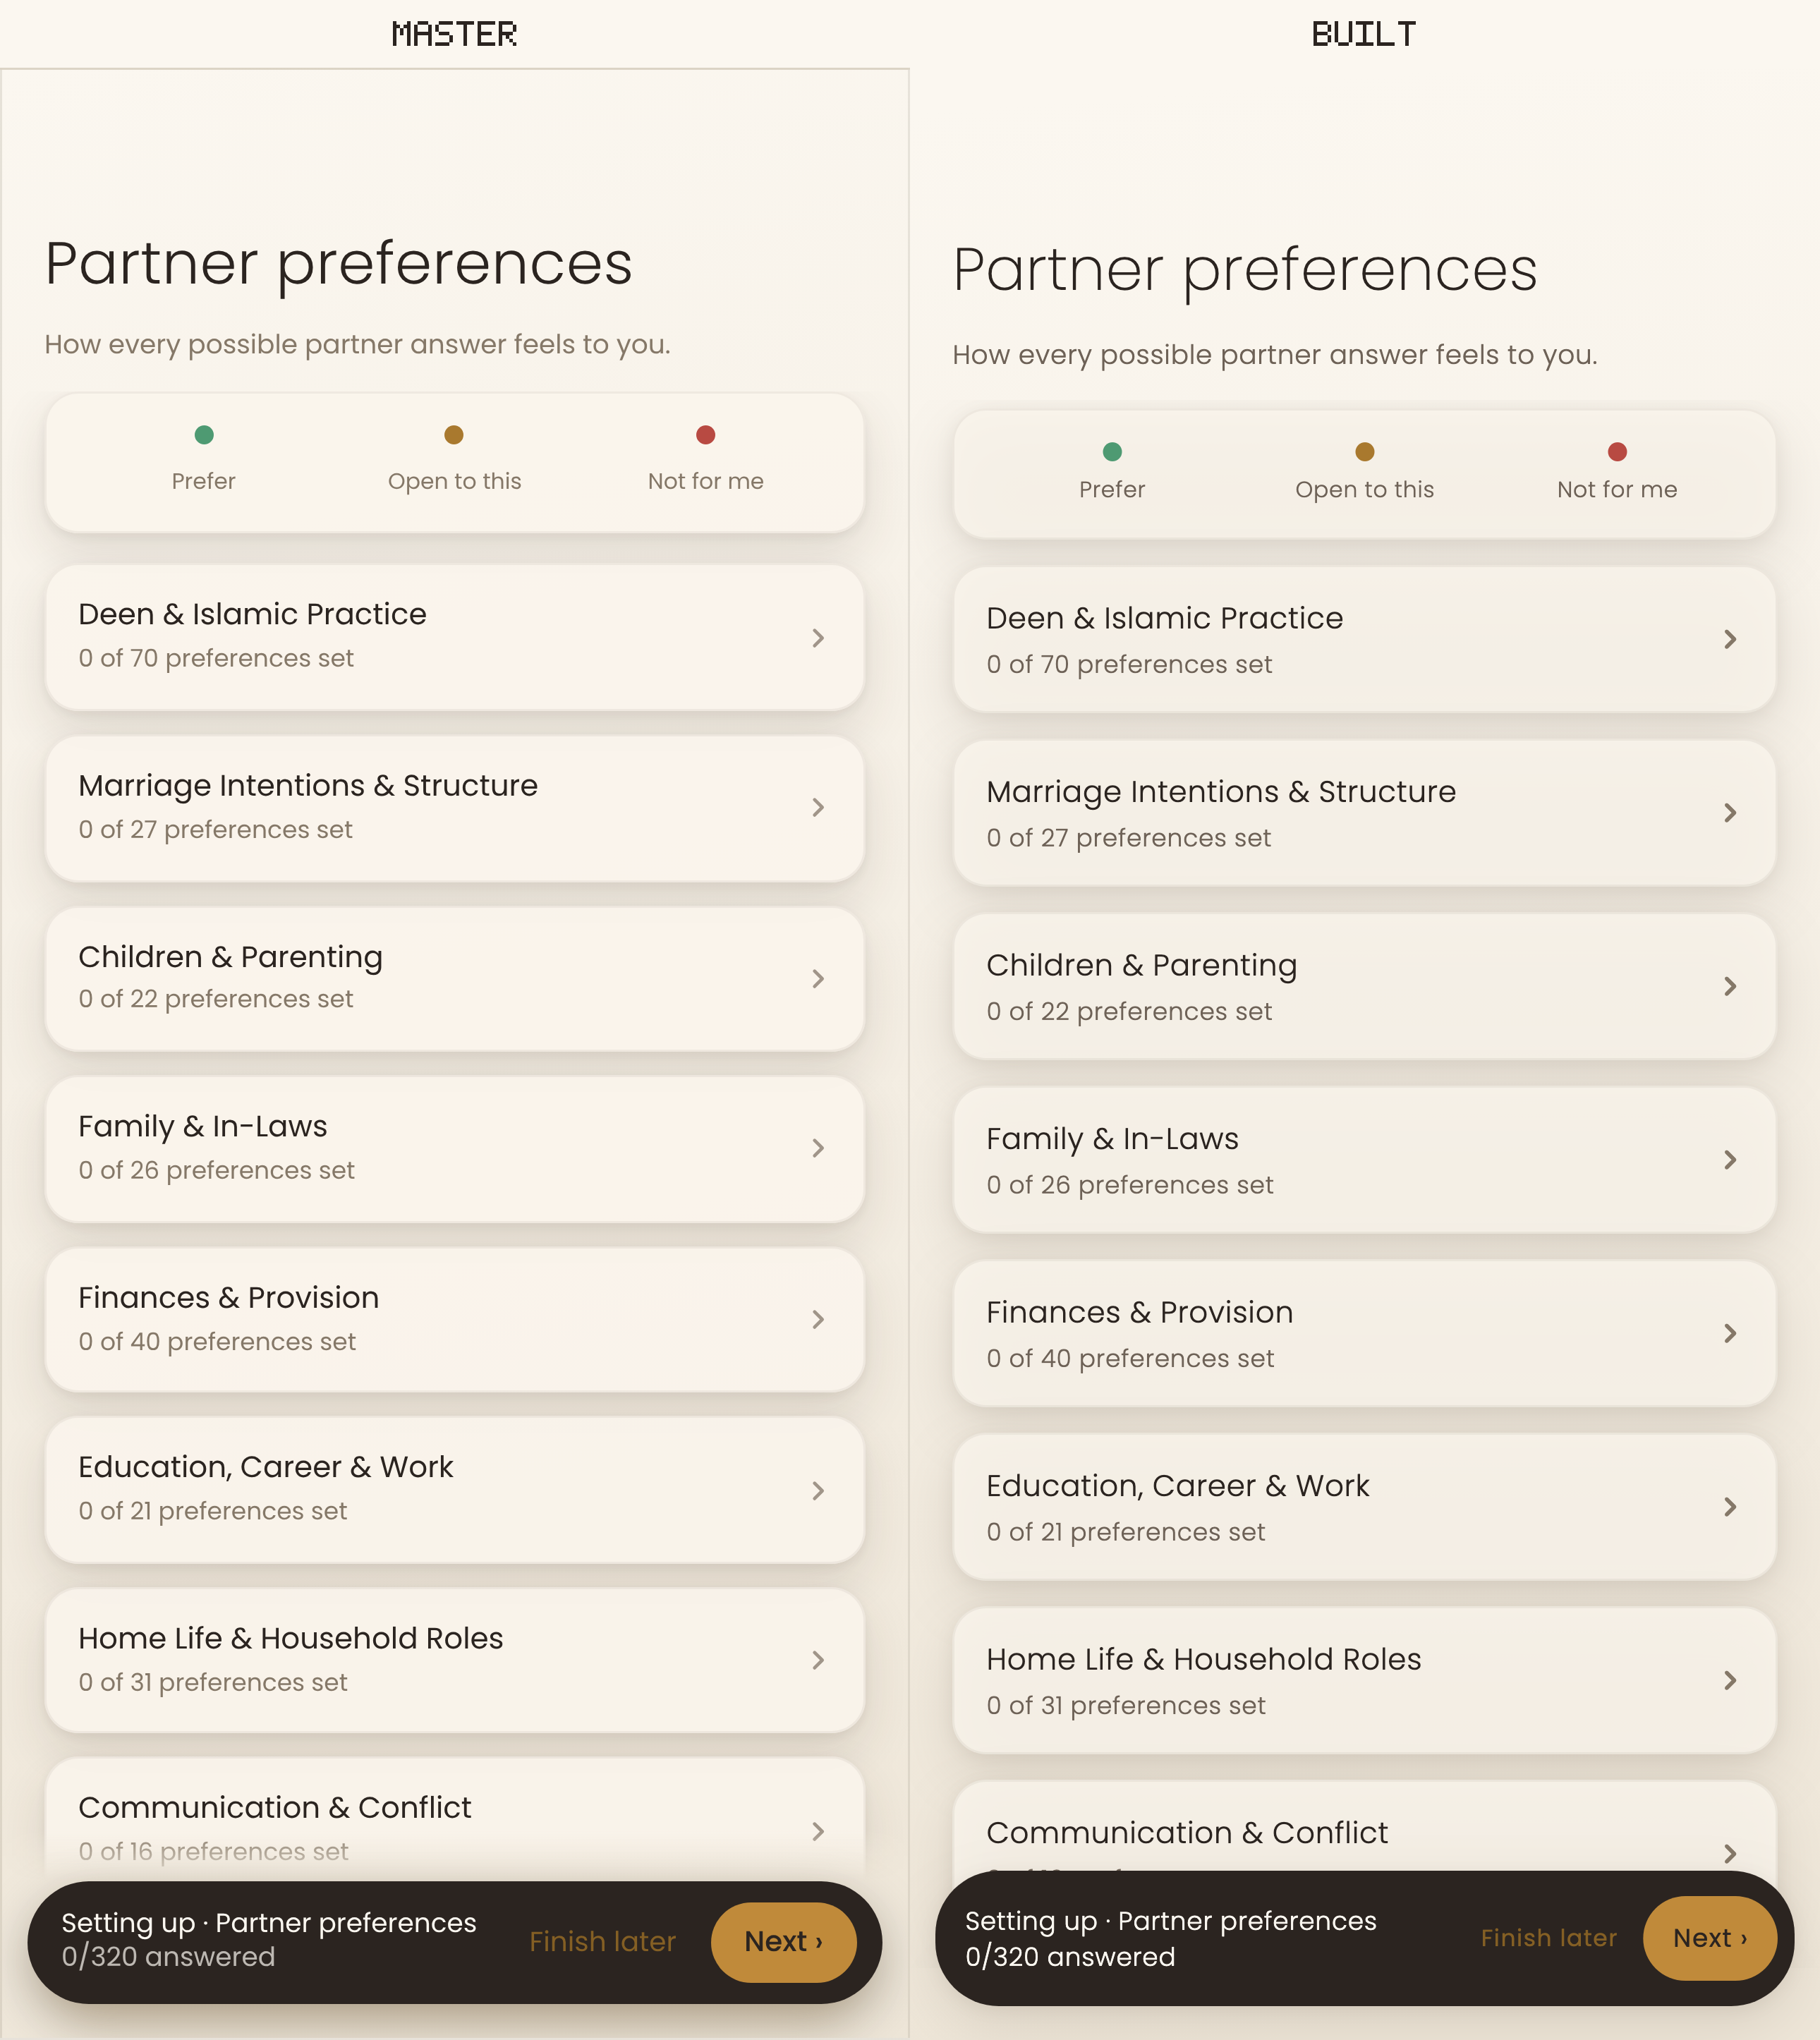 MASTER
Partner preferences
How every possible partner answer feels to you.
Prefer
Open to this
Not for me
Deen & Islamic Practice
0 of 70 preferences set
Marriage Intentions & Structure
0 of 27 preferences set
Children & Parenting
0 of 22 preferences set
Family & In-Laws
0 of 26 preferences set
Finances & Provision
0 of 40 preferences set
Education, Career & Work
0 of 21 preferences set
Home Life & Household Roles
0 of 31 preferences set
Communication & Conflict
0 of 16 preferences set
Setting up · Partner preferences
0/320 answered
Finish later
Next ›
BUILT
Partner preferences
How every possible partner answer feels to you.
Prefer
Open to this
Not for me
Deen & Islamic Practice
0 of 70 preferences set
Marriage Intentions & Structure
0 of 27 preferences set
Children & Parenting
0 of 22 preferences set
Family & In-Laws
0 of 26 preferences set
Finances & Provision
0 of 40 preferences set
Education, Career & Work
0 of 21 preferences set
Home Life & Household Roles
0 of 31 preferences set
Communication & Conflict
Setting up · Partner preferences
0/320 answered
Finish later
Next ›